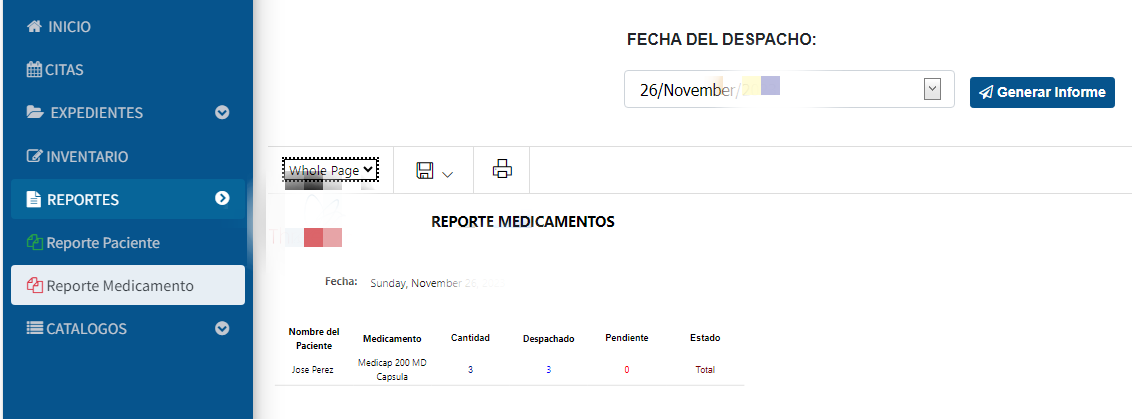 INICIO
CITAS
EXPEDIENTES
INVENTARIO
REPORTES
Reporte Paciente
Reporte Medicamento
CATALOGOS
FECHA DEL DESPACHO:
26/November/2
Generar Informe
Whole Page
REPORTE MEDICAMENTOS
Fecha: Sunday, November 26,
Nombre del Paciente Medicamento Cantidad Despachado Pendiente Estado
Jose Perez Medicap 200 MD Capsula 3 3 0 Total